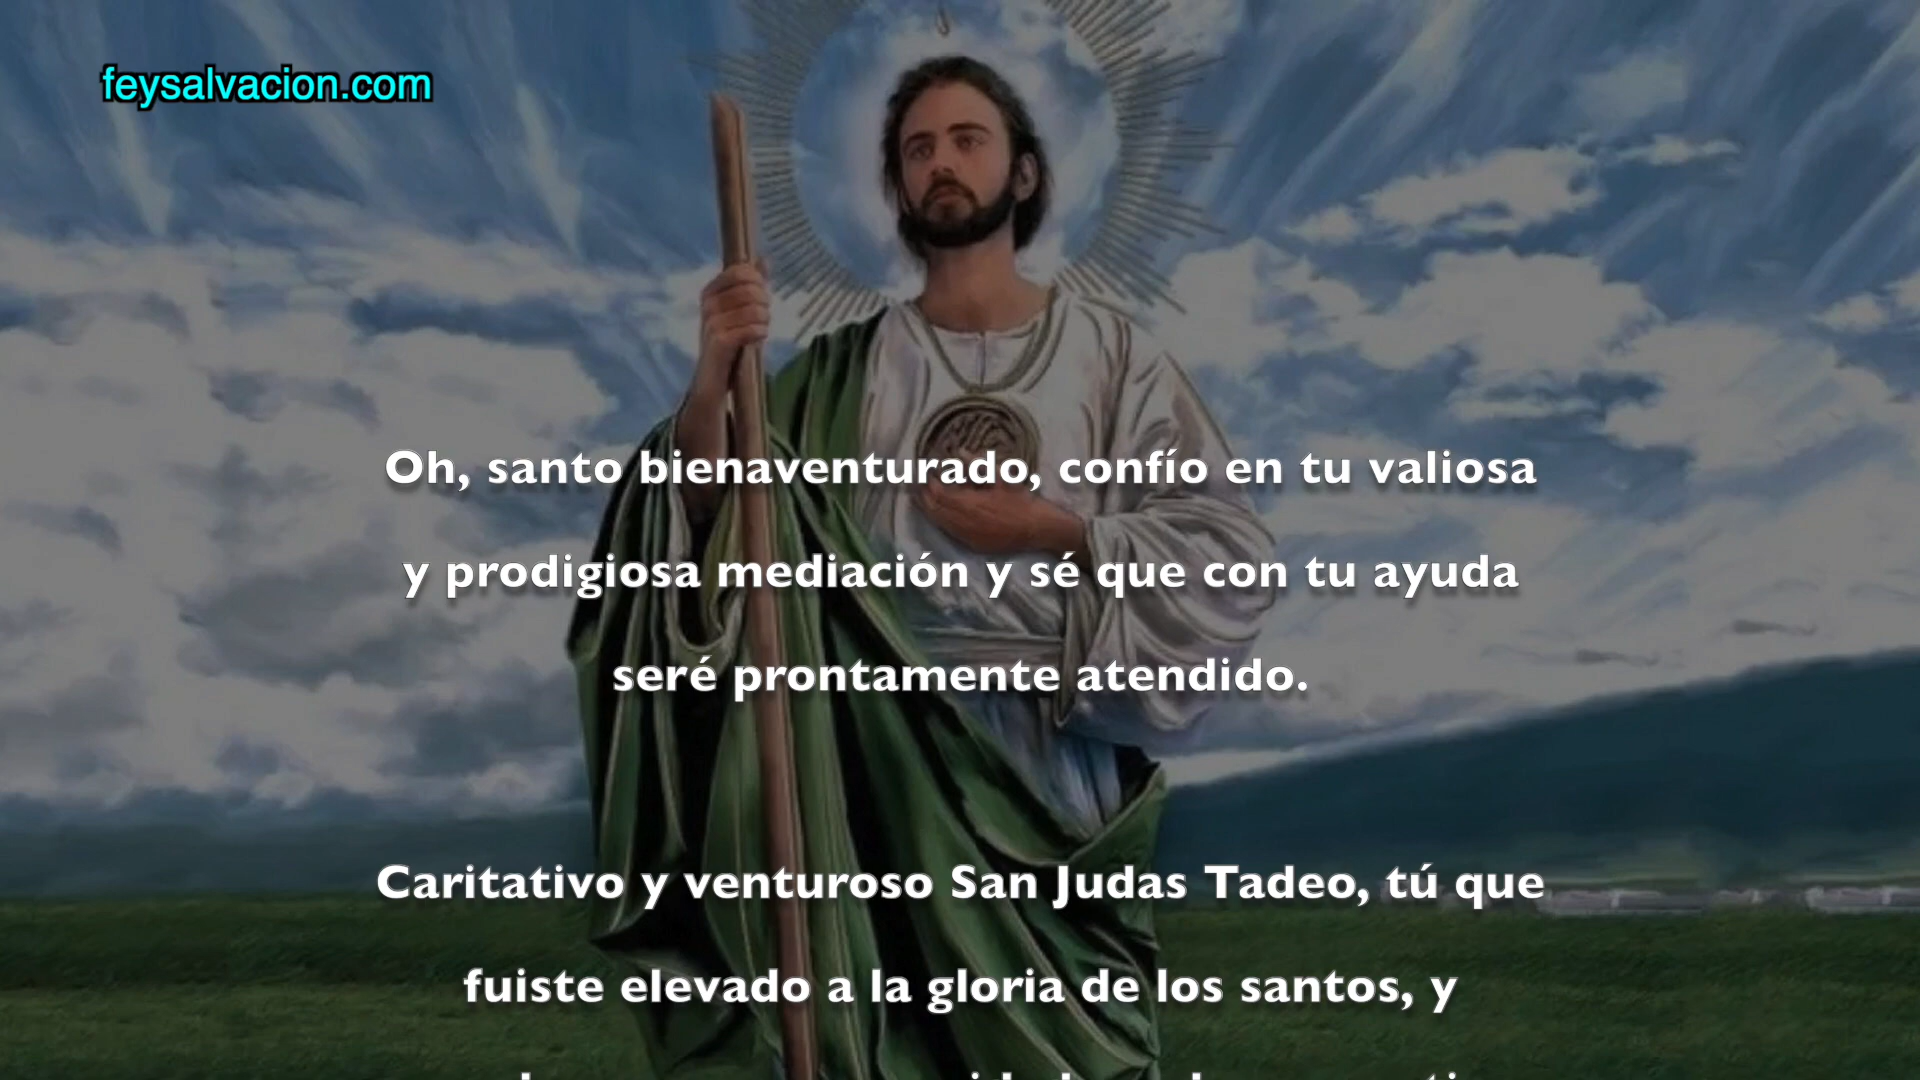 feysalvacion.com
Oh, santo bienaventurado, confío en tu valiosa
y prodigiosa mediación y sé que con tu ayuda
seré prontamente atendido.
Caritativo y venturoso San Judas Tadeo, tú que
fuiste elevado a la gloria de los santos, y